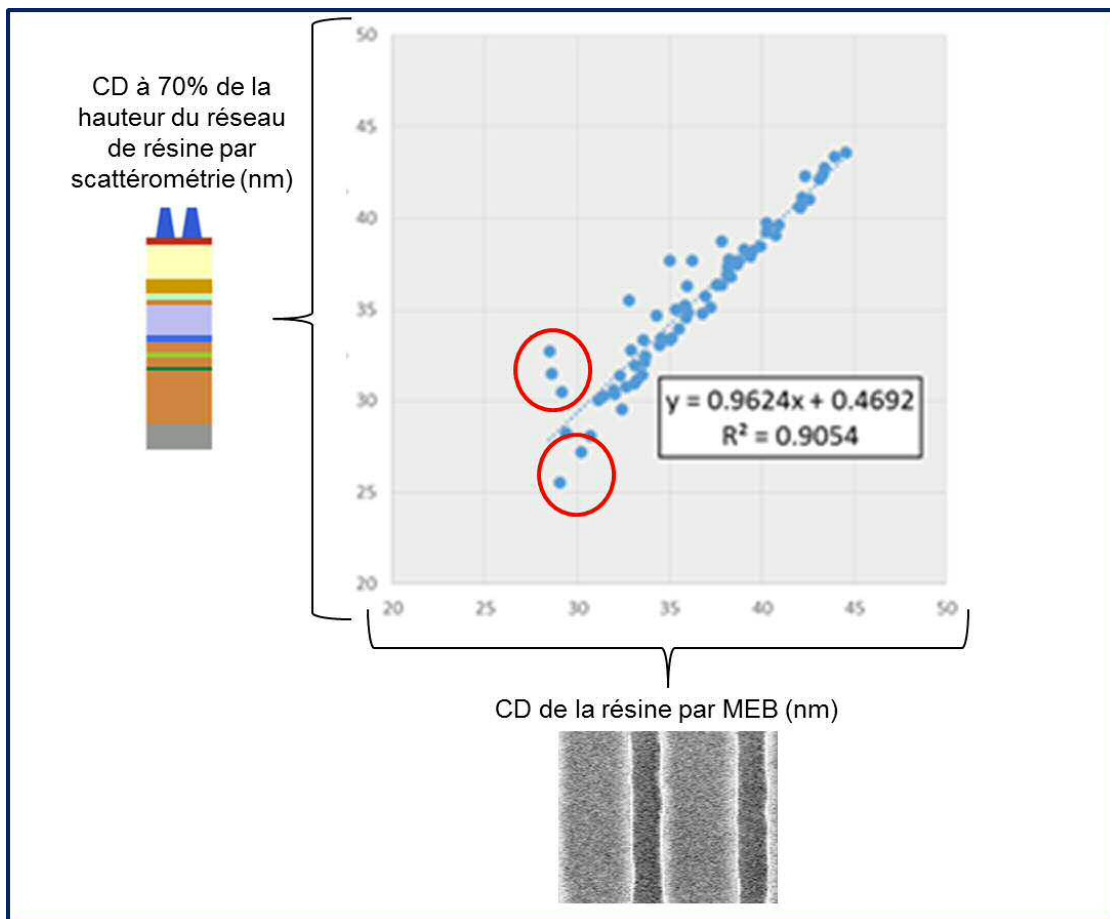 CD à 70% de la
hauteur du réseau
de résine par
scattérométrie (nm)
50
45
40
35
30
25
20
y = 0.9624x + 0.4692
R² = 0.9054
20 25 30 35 40 45 50
CD de la résine par MEB (nm)